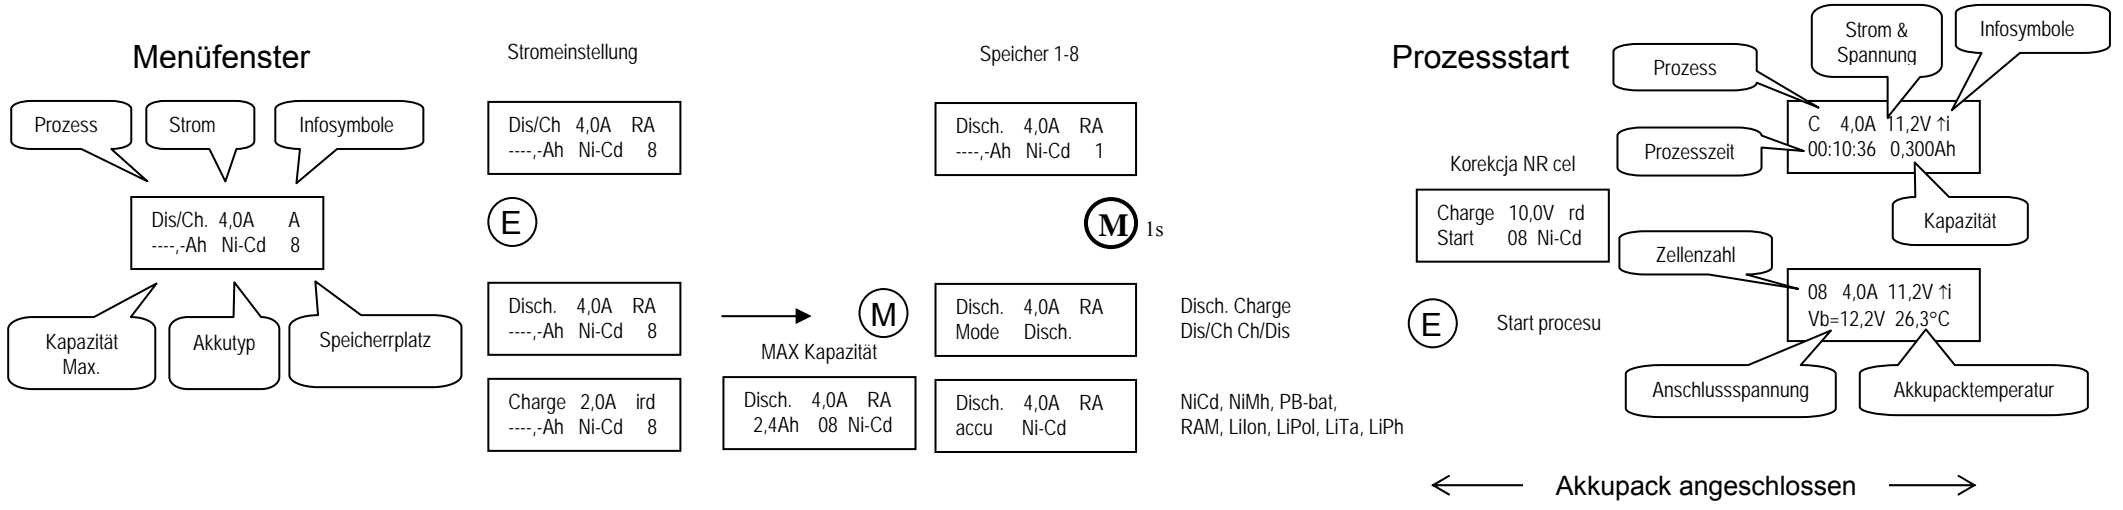 Menüfenster
Prozess
Strom
Infosymbole
Dis/Ch. 4,0A A
----,-Ah Ni-Cd 8
Kapazität
Max.
Akkutyp
Speicherrplatz
Stromeinstellung
Dis/Ch 4,0A RA
----,-Ah Ni-Cd 8
E
Disch. 4,0A RA
----,-Ah Ni-Cd 8
Charge 2,0A ird
----,-Ah Ni-Cd 8
MAX Kapazität
Disch. 4,0A RA
2,4Ah 08 Ni-Cd
Speicher 1-8
Disch. 4,0A RA
----,-Ah Ni-Cd 1
M 1s
M
Disch. 4,0A RA
Mode Disch.
Disch. Charge
Dis/Ch Ch/Dis
Disch. 4,0A RA
accu Ni-Cd
NiCd, NiMh, PB-bat,
RAM, LiIon, LiPol, LiTa, LiPh
Prozessstart
Korekcja NR cel
Charge 10,0V rd
Start 08 Ni-Cd
E
Start procesu
Prozess
Strom &
Spannung
Infosymbole
Prozesszeit
C 4,0A 11,2V ↑i
00:10:36 0,300Ah
Kapazität
Zellenzahl
08 4,0A 11,2V ↑i
Vb=12,2V 26,3°C
Anschlussspannung
Akkupacktemperatur
Akkupack angeschlossen